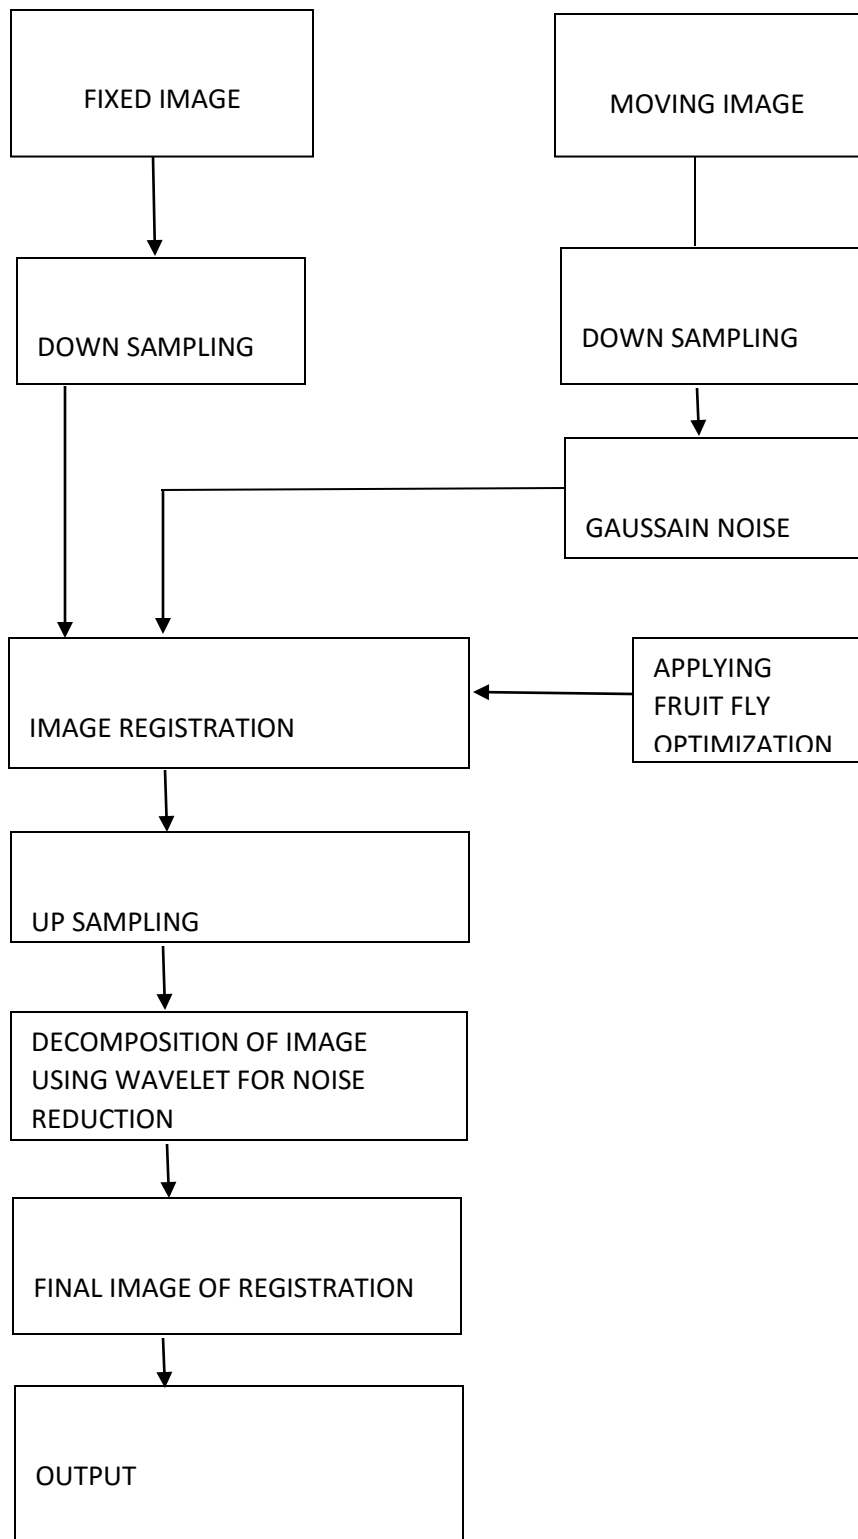 FIXED IMAGE
MOVING IMAGE
DOWN SAMPLING
DOWN SAMPLING
GAUSSAIN NOISE
APPLYING
FRUIT FLY
OPTIMIZATION
IMAGE REGISTRATION
UP SAMPLING
DECOMPOSITION OF IMAGE
USING WAVELET FOR NOISE
REDUCTION
FINAL IMAGE OF REGISTRATION
OUTPUT